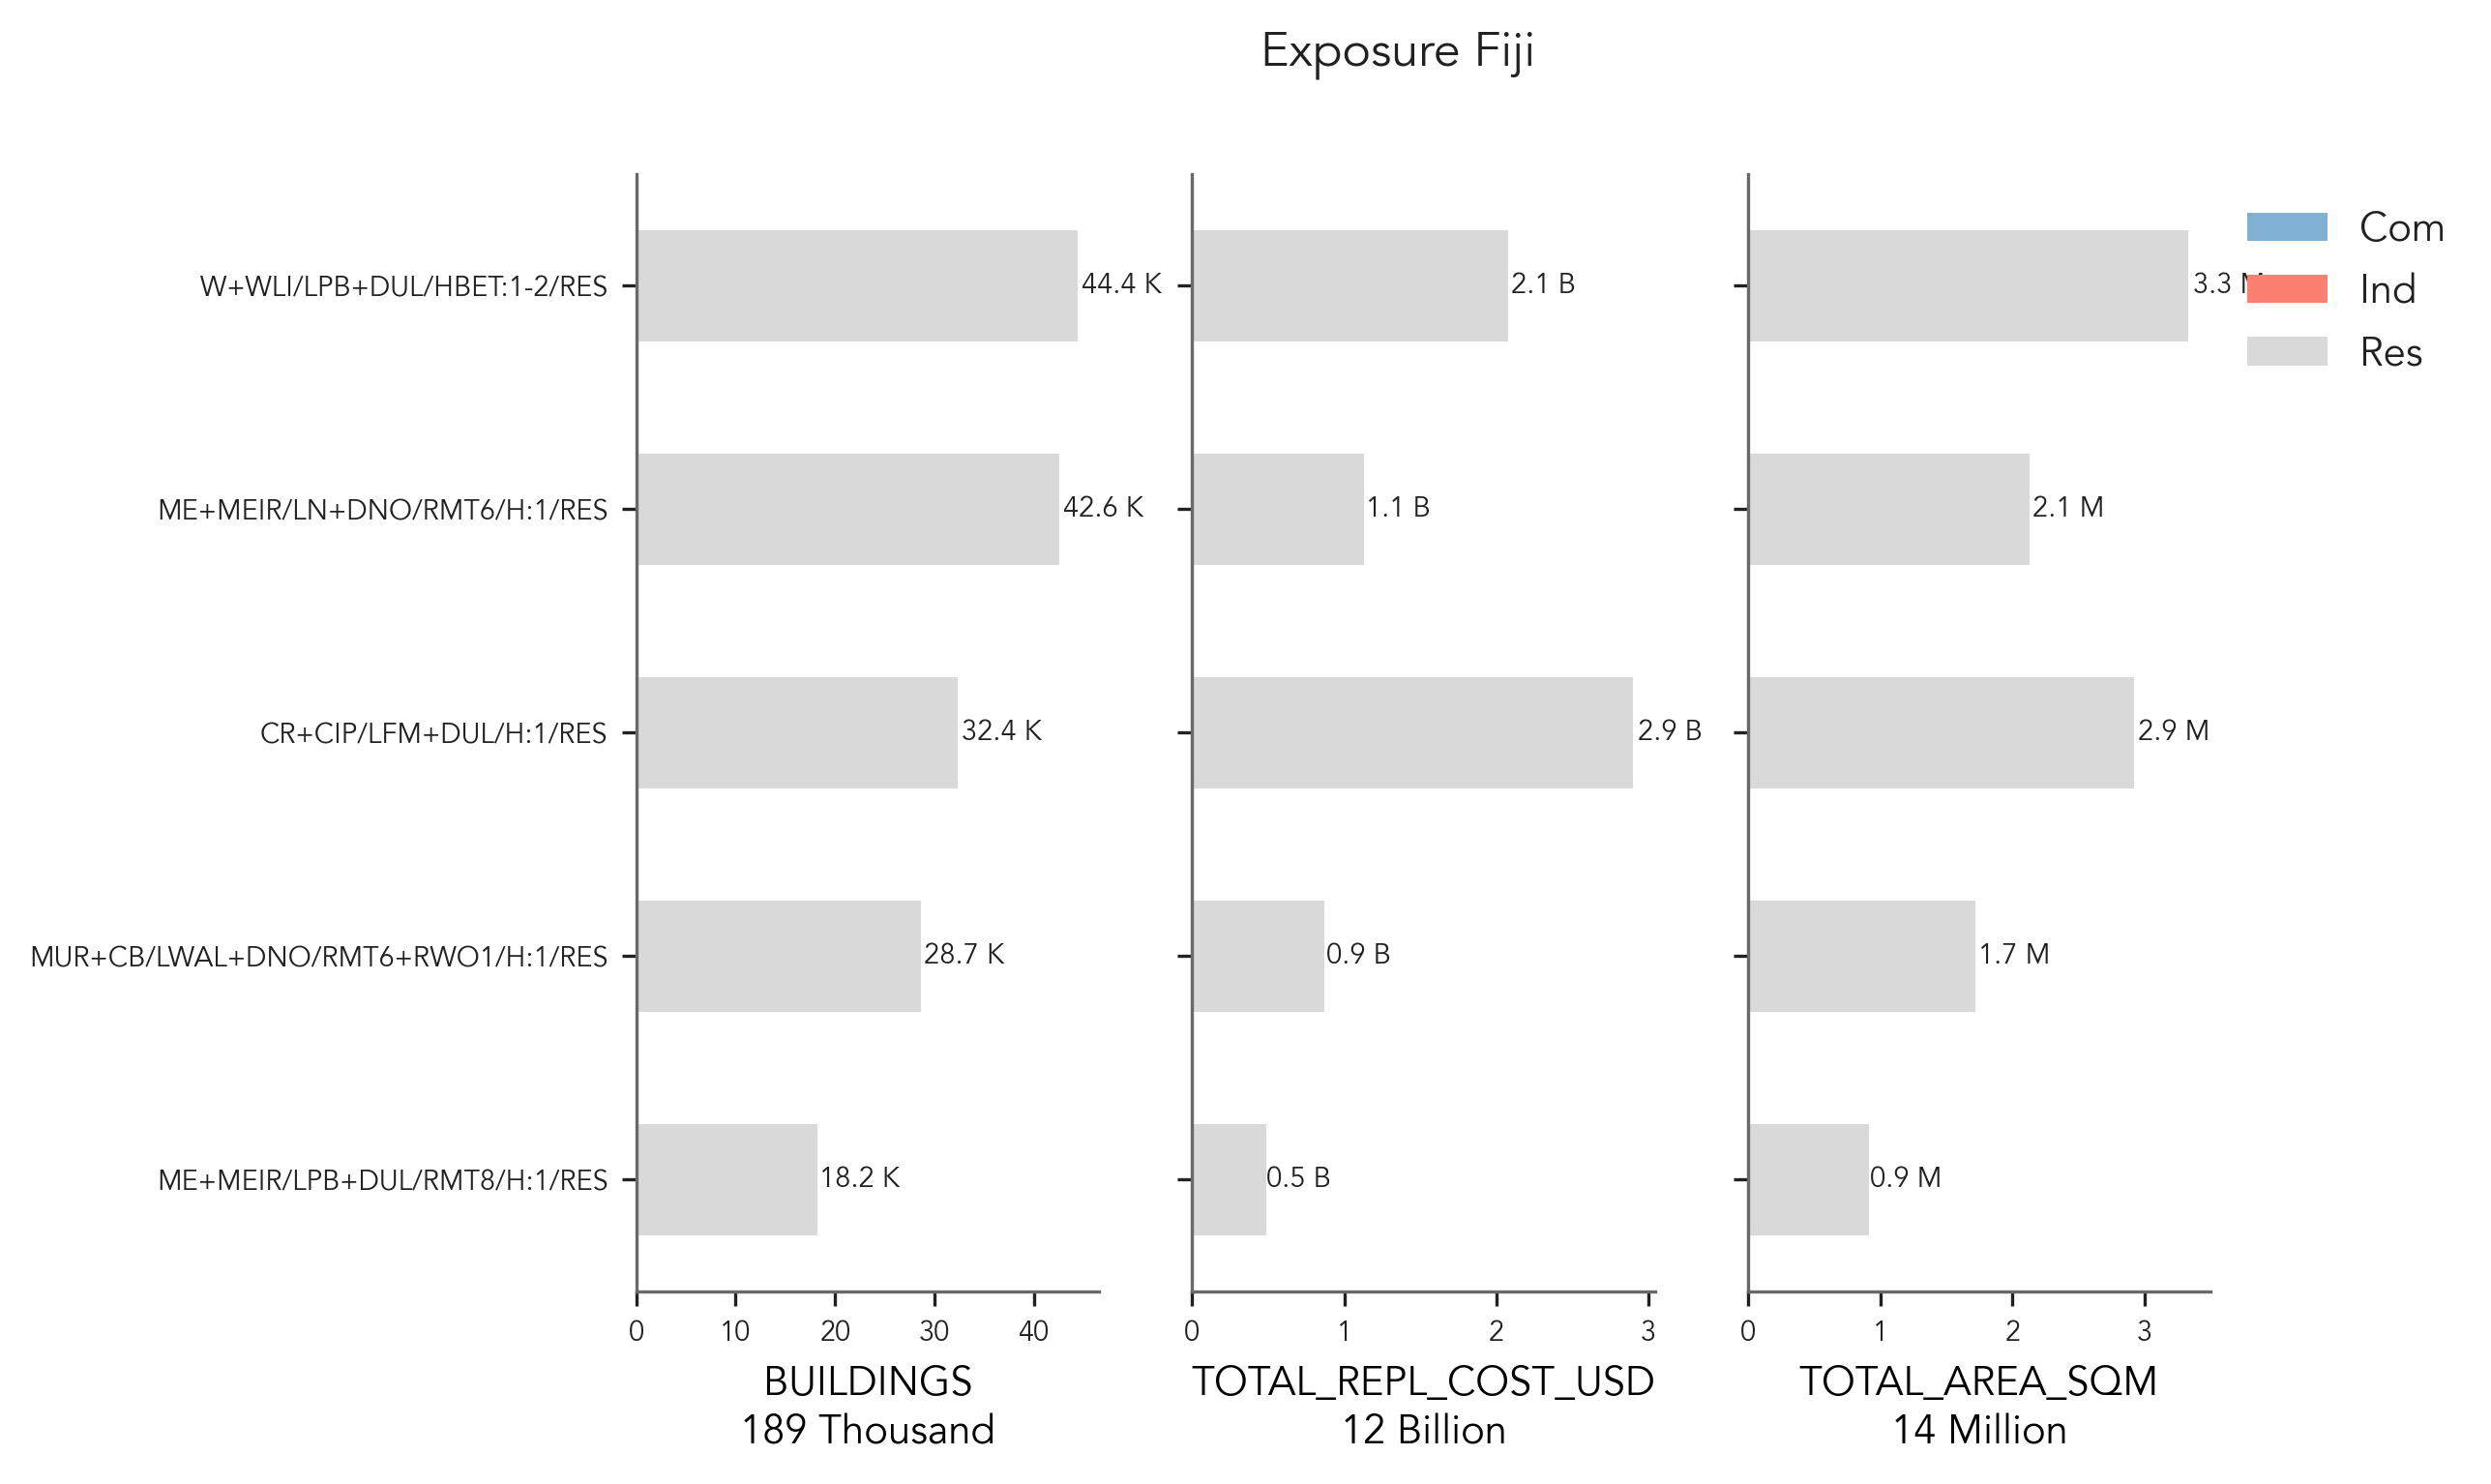 Exposure Fiji
W+WLI/LPB+DUL/HBET:1-2/RES
44.4 K
2.1 B
3.3 M
Com
Ind
Res
ME+MEIR/LN+DNO/RMT6/H:1/RES
42.6 K
1.1 B
2.1 M
CR+CIP/LFM+DUL/H:1/RES
32.4 K
2.9 B
2.9 M
MUR+CB/LWAL+DNO/RMT6+RWO1/H:1/RES
28.7 K
0.9 B
1.7 M
ME+MEIR/LPB+DUL/RMT8/H:1/RES
18.2 K
0.5 B
0.9 M
0 10 20 30 40
0 1 2 3
0 1 2 3
BUILDINGS
189 Thousand
TOTAL_REPL_COST_USD
12 Billion
TOTAL_AREA_SQM
14 Million